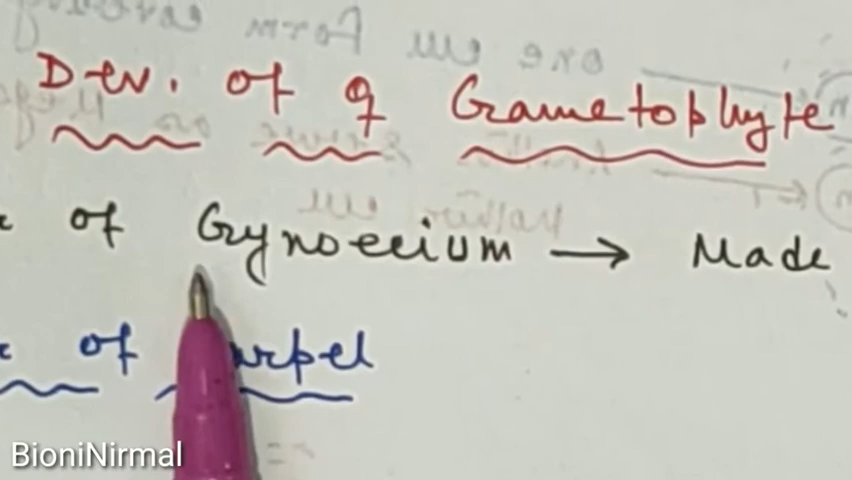 Dev. of ♀ Gametophyte
of Gynoecium → Made
of
BioniNirmal